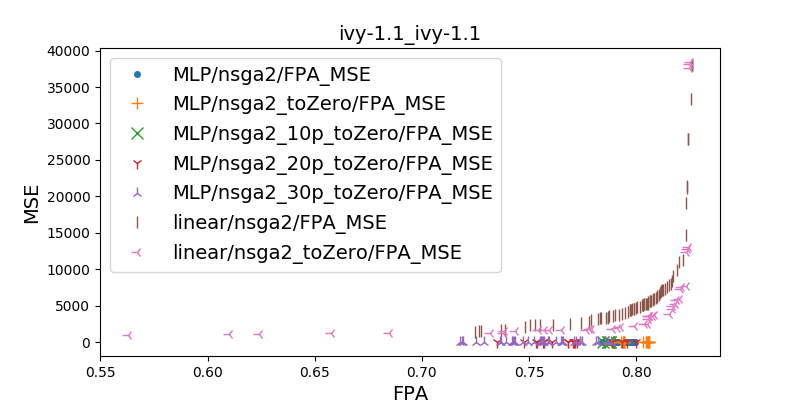 ivy-1.1_ivy-1.1
40000
35000
30000
25000
20000
15000
10000
5000
0
MSE
MLP/nsga2/FPA_MSE
MLP/nsga2_toZero/FPA_MSE
MLP/nsga2_10p_toZero/FPA_MSE
MLP/nsga2_20p_toZero/FPA_MSE
MLP/nsga2_30p_toZero/FPA_MSE
linear/nsga2/FPA_MSE
linear/nsga2_toZero/FPA_MSE
0.55 0.60 0.65 0.70 0.75 0.80
FPA